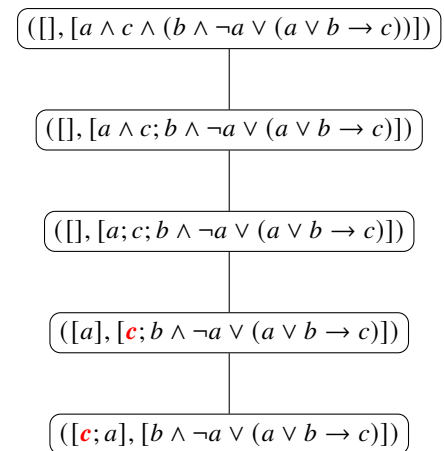 ([], [a ∧ c ∧ (b ∧ ¬a ∨ (a ∨ b → c))])
([], [a ∧ c; b ∧ ¬a ∨ (a ∨ b → c)])
([], [a; c; b ∧ ¬a ∨ (a ∨ b → c)])
([a], [c; b ∧ ¬a ∨ (a ∨ b → c)])
([c; a], [b ∧ ¬a ∨ (a ∨ b → c)])